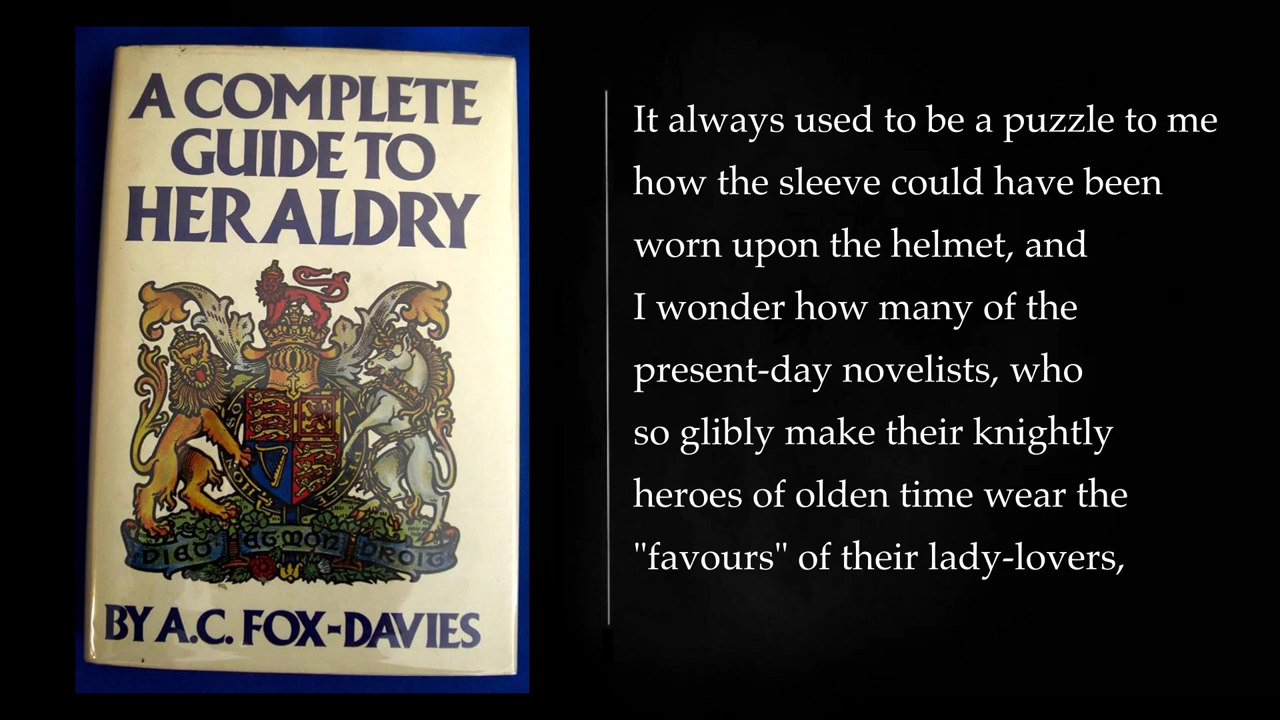 A COMPLETE
GUIDE TO
HERALDRY
DIEU ET MON DROIT
BY A.C. FOX-DAVIES
It always used to be a puzzle to me
how the sleeve could have been
worn upon the helmet, and
I wonder how many of the
present-day novelists, who
so glibly make their knightly
heroes of olden time wear the
"favours" of their lady-lovers,